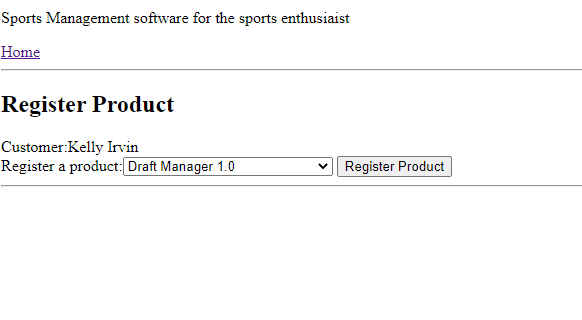 Sports Management software for the sports enthusiaist
Home
Register Product
Customer:Kelly Irvin
Register a product: Draft Manager 1.0 Register Product